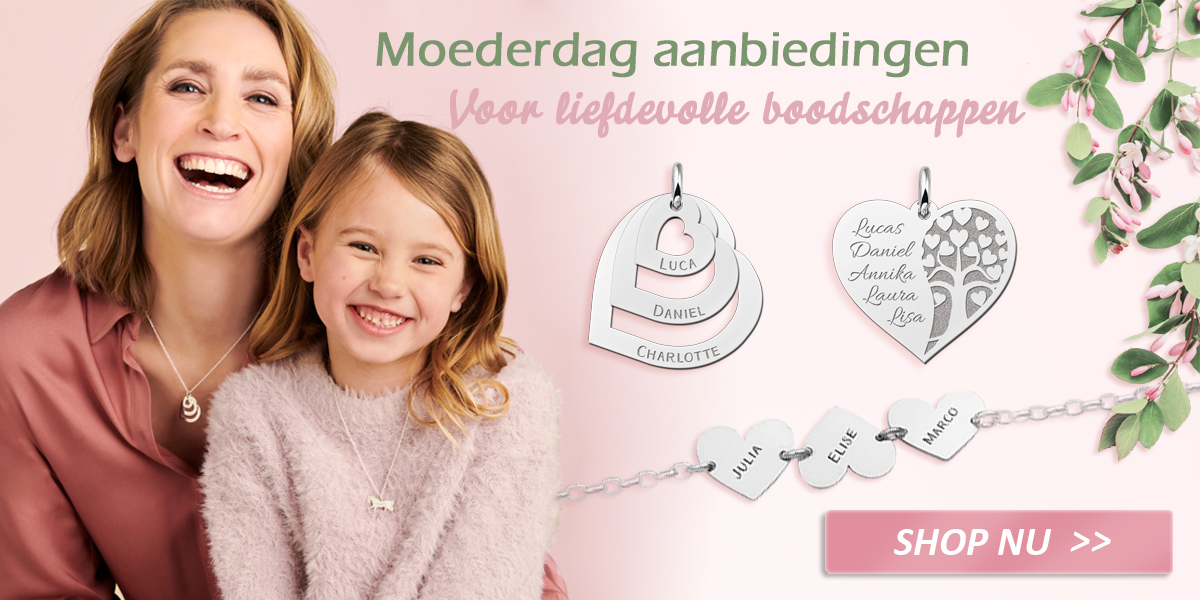 Moederdag aanbiedingen
Voor liefdevolle boodschappen
LUCA
DANIEL
CHARLOTTE
Lucas
Daniel
Annika
Laura
Lisa
JULIA
ELISE
MARCO
SHOP NU >>